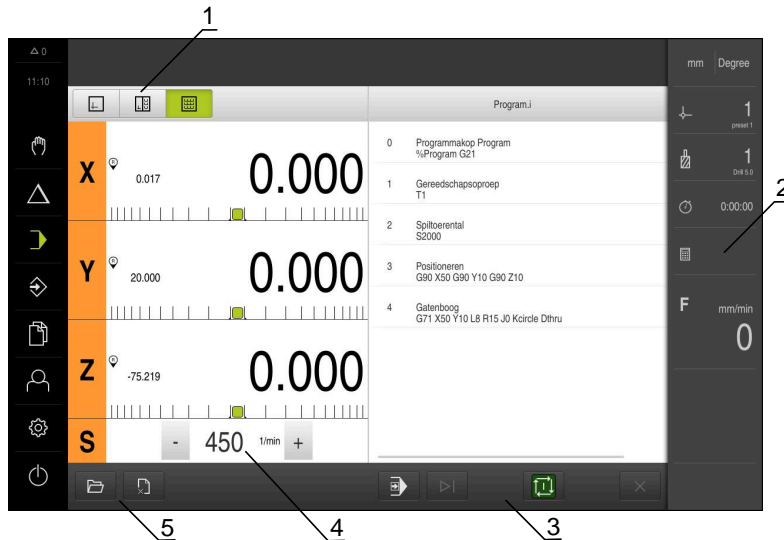 1
0
11:10
mm Degree
Program.i
1
preset 1
X
R
0.017
0.000
0 Programmakop Program
%Program G21
1
Drill 5.0
1 Gereedschapsoproep
T1
2
0:00:00
2 Spiltoerental
S2000
Y
R
20.000
0.000
3 Positioneren
G90 X50 G90 Y10 G90 Z10
F mm/min
0
4 Gatenboog
G71 X50 Y10 L8 R15 J0 Kcircle Dthru
Z
R
-75.219
0.000
S
- 450 1/min +
5
4
3